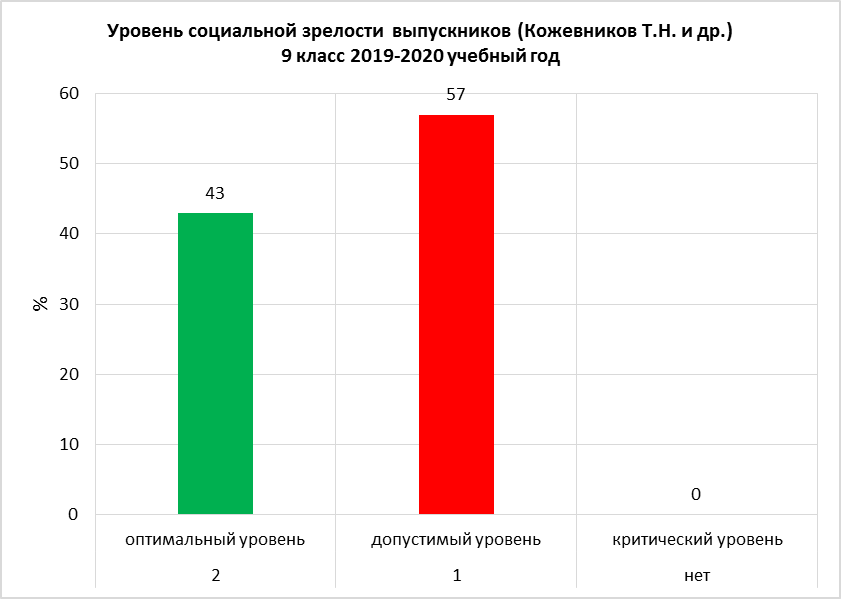 Уровень социальной зрелости выпускников (Кожевников Т.Н. и др.)
9 класс 2019-2020 учебный год
60
50
40
30
20
10
0
%
43
57
0
оптимальный уровень
допустимый уровень
критический уровень
2
1
нет